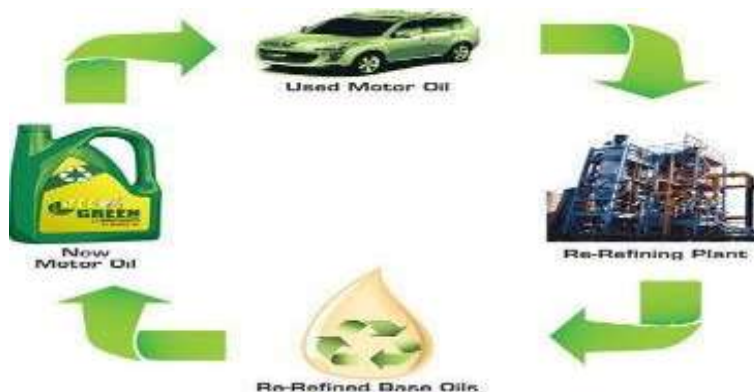 Used Motor Oil
GREEN
New
Motor Oil
Re-Refining Plant
Re-Refined Base Oils